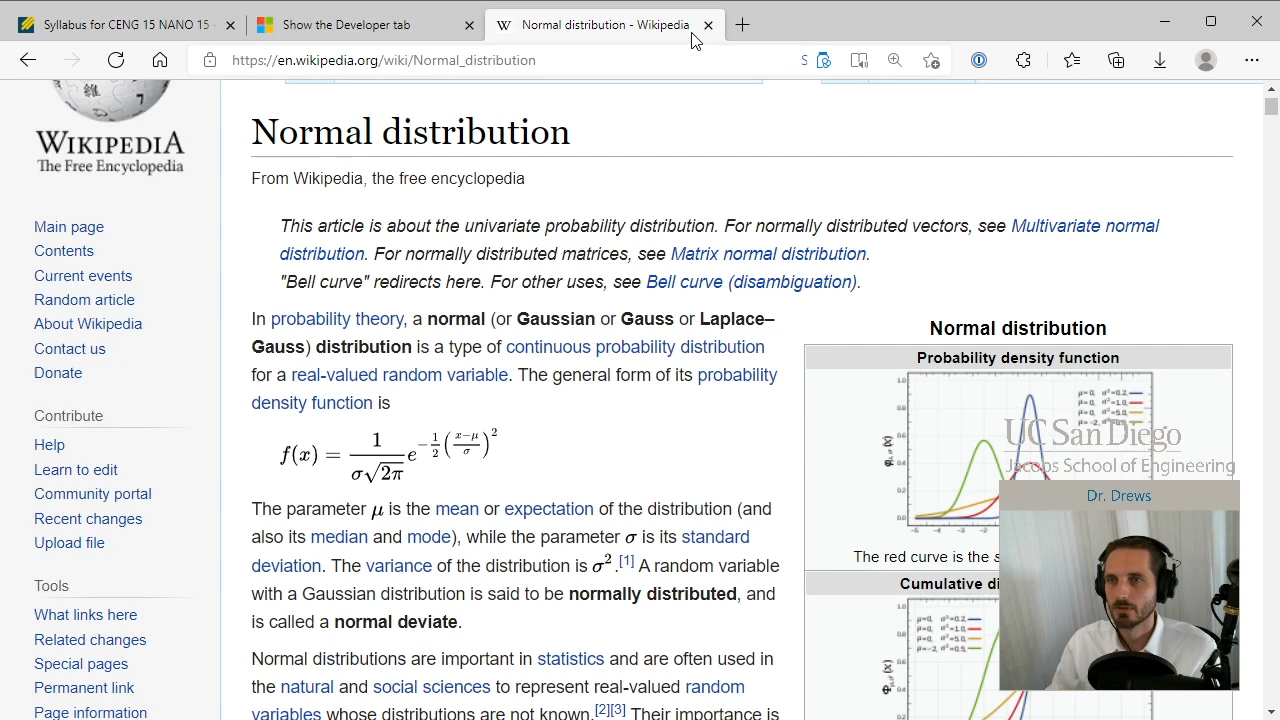 Syllabus for CENG 15 NANO 15
Show the Developer tab
W Normal distribution - Wikipedia
https://en.wikipedia.org/wiki/Normal_distribution
WIKIPEDIA
The Free Encyclopedia
Main page
Contents
Current events
Random article
About Wikipedia
Contact us
Donate
Contribute
Help
Learn to edit
Community portal
Recent changes
Upload file
Tools
What links here
Related changes
Special pages
Permanent link
Page information
Normal distribution
From Wikipedia, the free encyclopedia
This article is about the univariate probability distribution. For normally distributed vectors, see Multivariate normal
distribution. For normally distributed matrices, see Matrix normal distribution.
"Bell curve" redirects here. For other uses, see Bell curve (disambiguation).
In probability theory, a normal (or Gaussian or Gauss or Laplace–
Gauss) distribution is a type of continuous probability distribution
for a real-valued random variable. The general form of its probability
density function is
f(x) = 1/(σ√2π) e^(−1/2((x−μ)/σ)^2)
The parameter μ is the mean or expectation of the distribution (and
also its median and mode), while the parameter σ is its standard
deviation. The variance of the distribution is σ².[1] A random variable
with a Gaussian distribution is said to be normally distributed, and
is called a normal deviate.
Normal distributions are important in statistics and are often used in
the natural and social sciences to represent real-valued random
variables whose distributions are not known.[2][3] Their importance is
Normal distribution
Probability density function
The red curve is the s
Cumulative di
UC San Diego
Jacobs School of Engineering
Dr. Drews